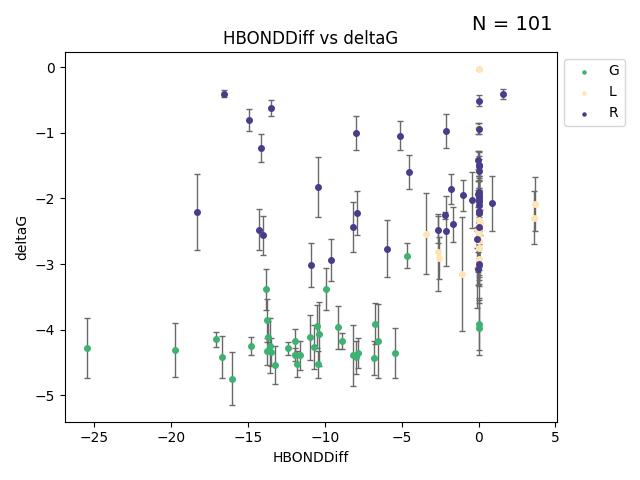 N = 101
HBONDDiff vs deltaG
G
L
R
deltaG
0
−1
−2
−3
−4
−5
−25
−20
−15
−10
−5
0
5
HBONDDiff